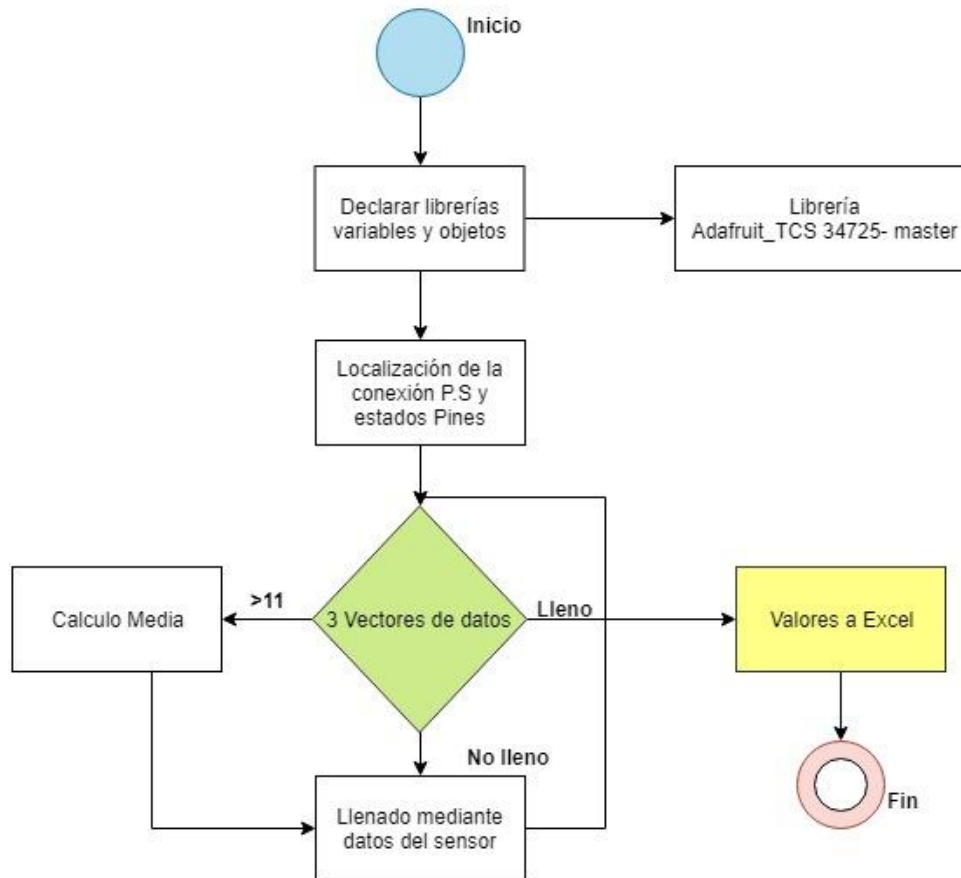 Inicio
Declarar librerías
variables y objetos
Librería
Adafruit_TCS 34725- master
Localización de la
conexión P.S y
estados Pines
Calculo Media
>11
3 Vectores de datos
Lleno
Valores a Excel
No lleno
Llenado mediante
datos del sensor
Fin